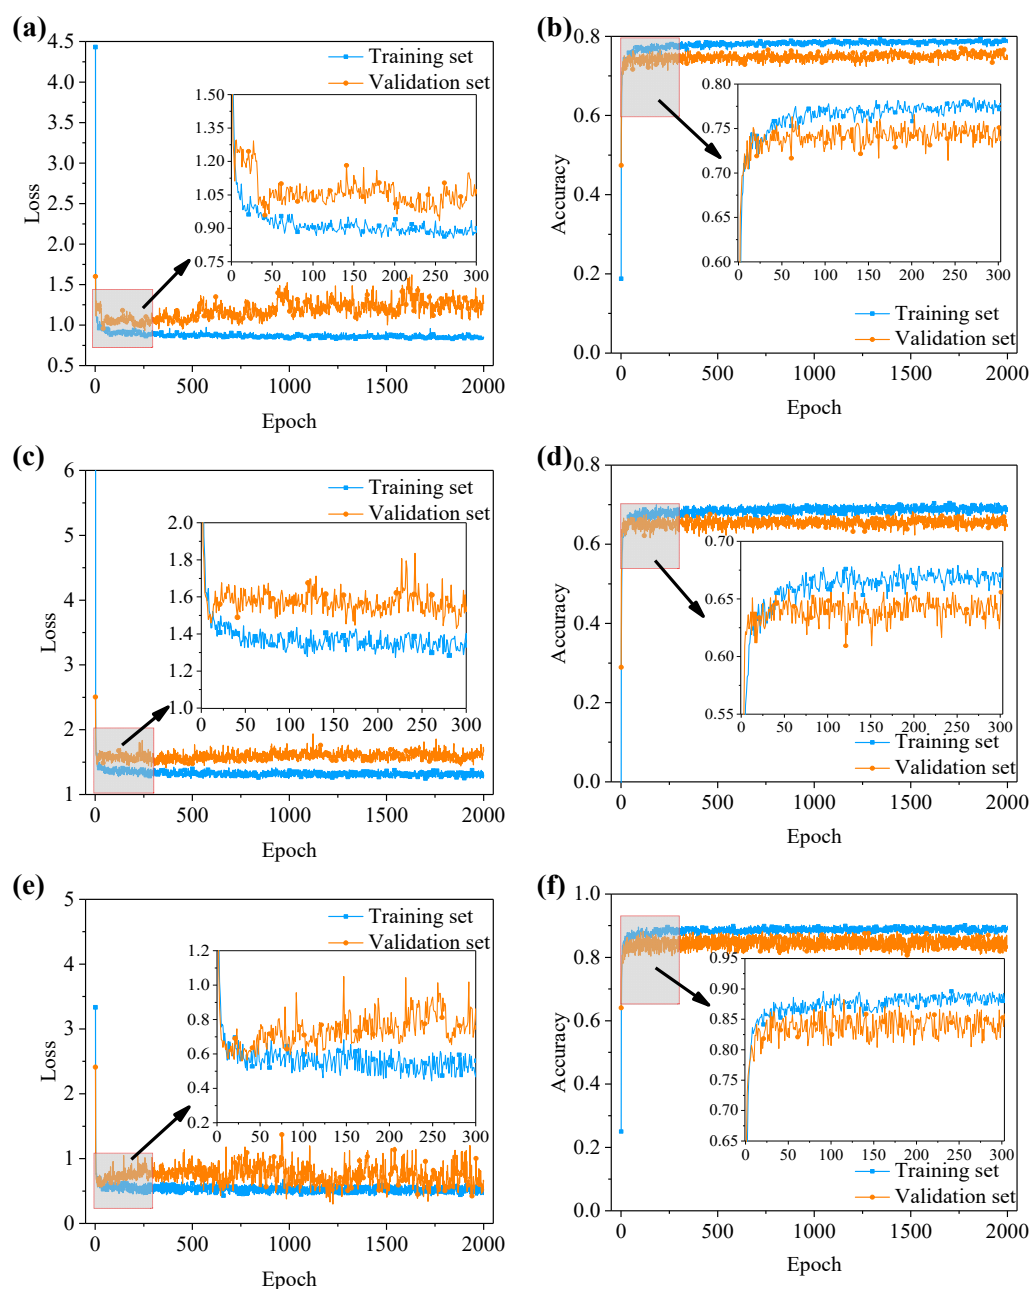 (a)
4.5
4.0
3.5
3.0
2.5
2.0
1.5
1.0
0.5
Loss
Training set
Validation set
1.50
1.35
1.20
1.05
0.90
0.75
0 50 100 150 200 250 300
0 500 1000 1500 2000
Epoch
(b)
0.8
0.6
0.4
0.2
0.0
Accuracy
0.80
0.75
0.70
0.65
0.60
0 50 100 150 200 250 300
Training set
Validation set
0 500 1000 1500 2000
Epoch
(c)
6
5
4
3
2
1
Loss
Training set
Validation set
2.0
1.8
1.6
1.4
1.2
1.0
0 50 100 150 200 250 300
0 500 1000 1500 2000
Epoch
(d)
0.8
0.6
0.4
0.2
0.0
Accuracy
0.70
0.65
0.60
0.55
0 50 100 150 200 250 300
Training set
Validation set
0 500 1000 1500 2000
Epoch
(e)
5
4
3
2
1
0
Loss
Training set
Validation set
1.2
1.0
0.8
0.6
0.4
0.2
0 50 100 150 200 250 300
0 500 1000 1500 2000
Epoch
(f)
1.0
0.8
0.6
0.4
0.2
0.0
Accuracy
0.95
0.90
0.85
0.80
0.75
0.70
0.65
0 50 100 150 200 250 300
Training set
Validation set
0 500 1000 1500 2000
Epoch